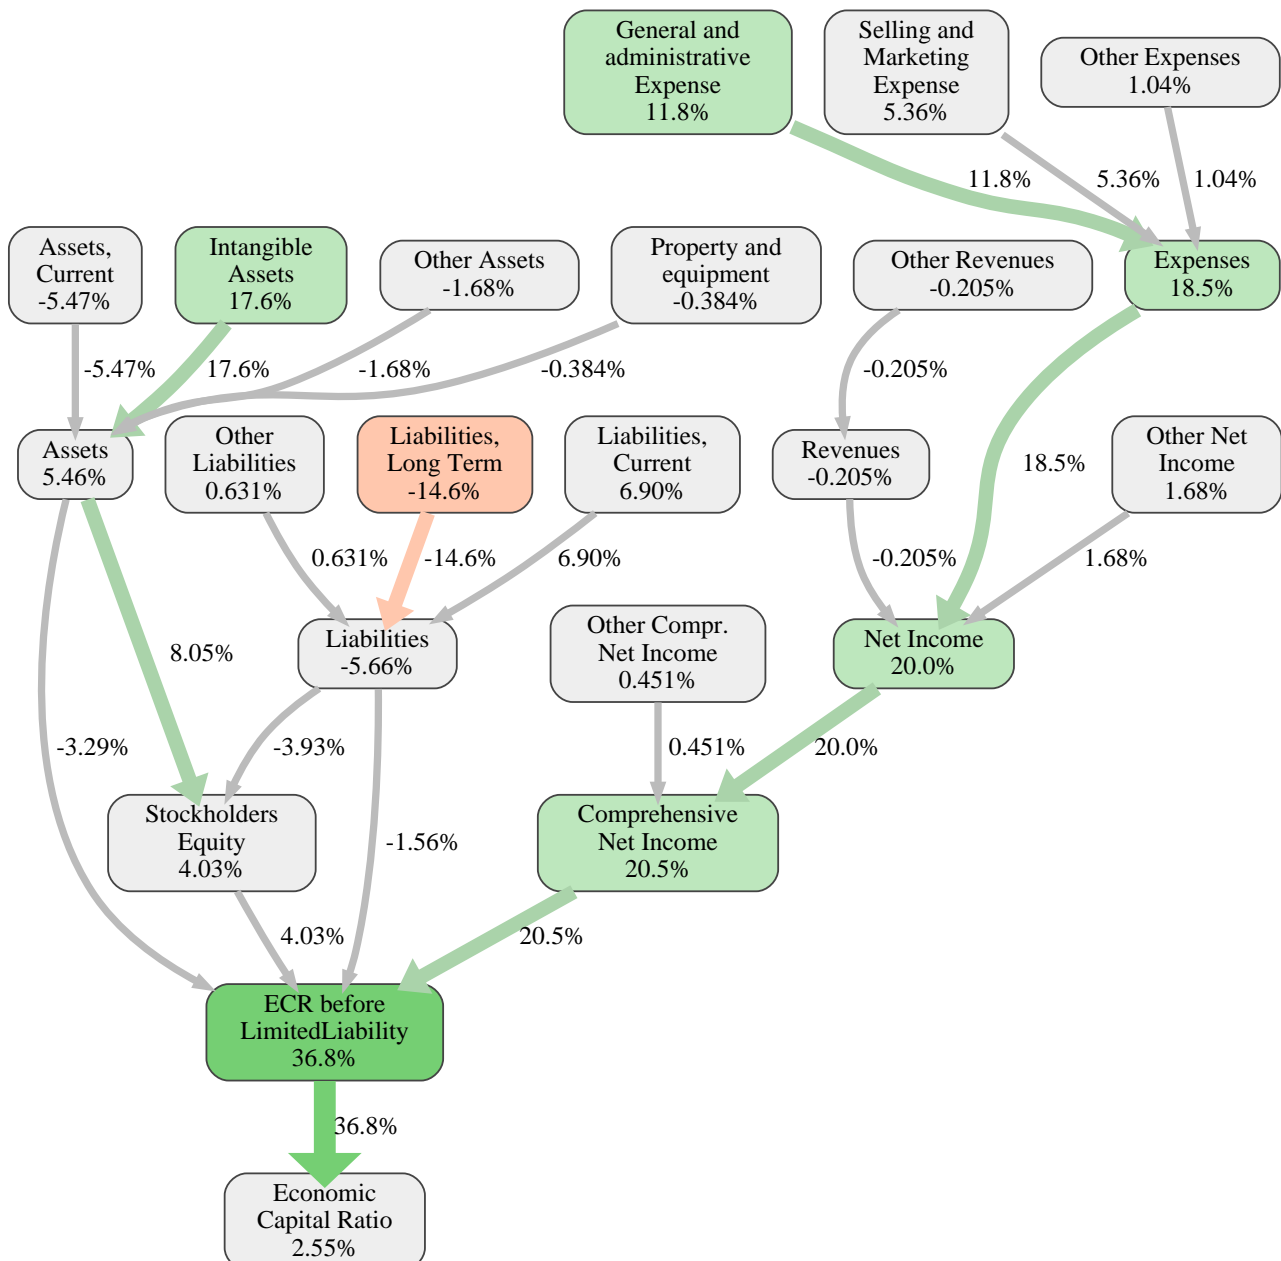 General and
administrative
Expense
11.8%
Selling and
Marketing
Expense
5.36%
Other Expenses
1.04%
11.8%
5.36%
1.04%
Assets,
Current
-5.47%
Intangible
Assets
17.6%
Other Assets
-1.68%
Property and
equipment
-0.384%
Other Revenues
-0.205%
Expenses
18.5%
-5.47%
17.6%
-1.68%
-0.384%
-0.205%
Assets
5.46%
Other
Liabilities
0.631%
Liabilities,
Long Term
-14.6%
Liabilities,
Current
6.90%
Revenues
-0.205%
18.5%
Other Net
Income
1.68%
0.631%
-14.6%
6.90%
-0.205%
1.68%
8.05%
Liabilities
-5.66%
Other Compr.
Net Income
0.451%
Net Income
20.0%
-3.29%
-3.93%
0.451%
20.0%
Stockholders
Equity
4.03%
-1.56%
Comprehensive
Net Income
20.5%
4.03%
20.5%
ECR before
LimitedLiability
36.8%
36.8%
Economic
Capital Ratio
2.55%